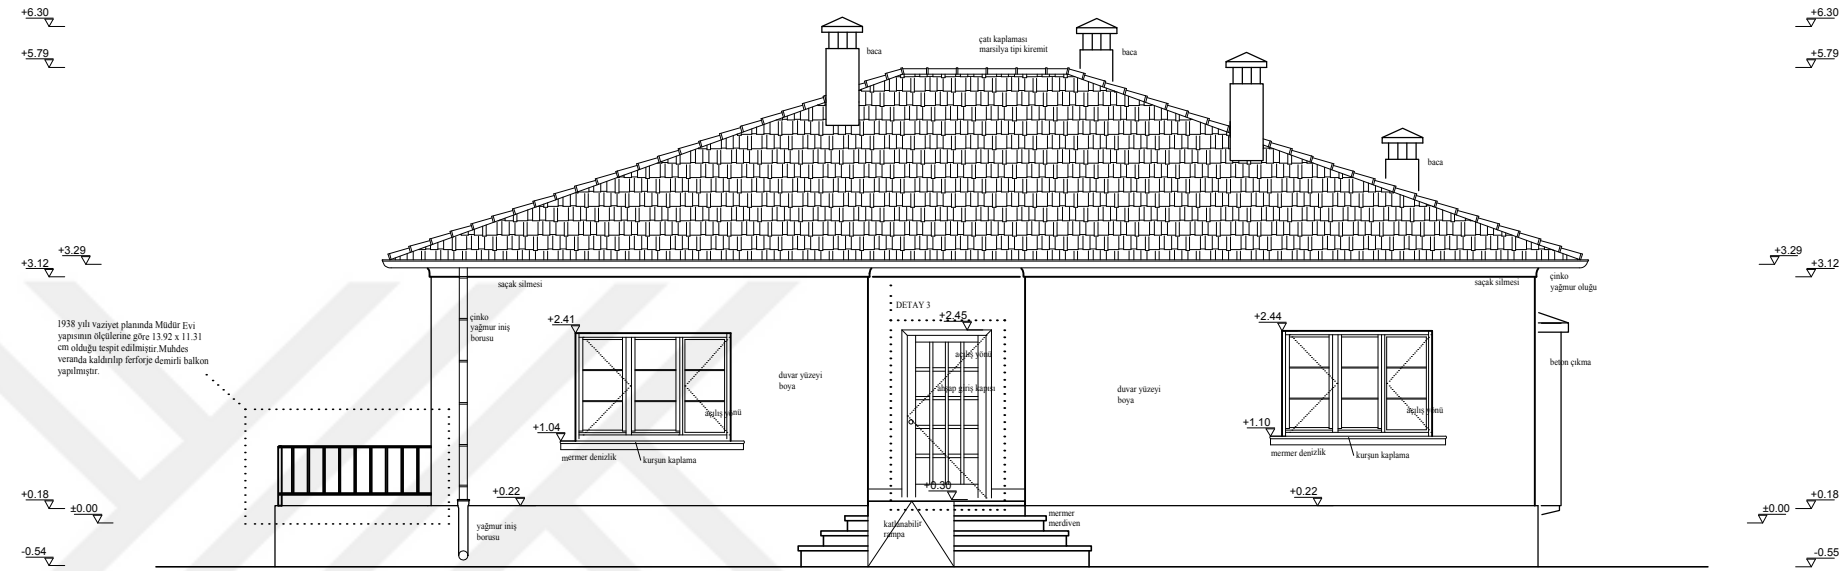 +6.30
+6.30
çatı kaplaması
marsilya tipi kiremit
baca
baca
+5.79
+5.79
baca
+3.29
+3.29
+3.12
+3.12
saçak silmesi
saçak silmesi
çinko
yağmur oluğu
DETAY 3
1938 yılı vaziyet planında Müdür Evi
yapısının ölçülerine göre 13.92 x 11.31
cm olduğu tespit edilmiştir.Muhdes
veranda kaldırılıp ferforje demirli balkon
yapılmıştır.
çinko
yağmur iniş
borusu
+2.41
+2.45
+2.44
açılış yönü
beton çıkma
duvar yüzeyi
boya
ahşap giriş kapısı
duvar yüzeyi
boya
açılış yönü
açılış yönü
+1.04
+1.10
mermer denizlik
kurşun kaplama
mermer denizlik
kurşun kaplama
+0.18
+0.22
+0.30
+0.22
+0.18
±0.00
±0.00
yağmur iniş
borusu
katlanabilir
rampa
mermer
merdiven
-0.54
-0.55